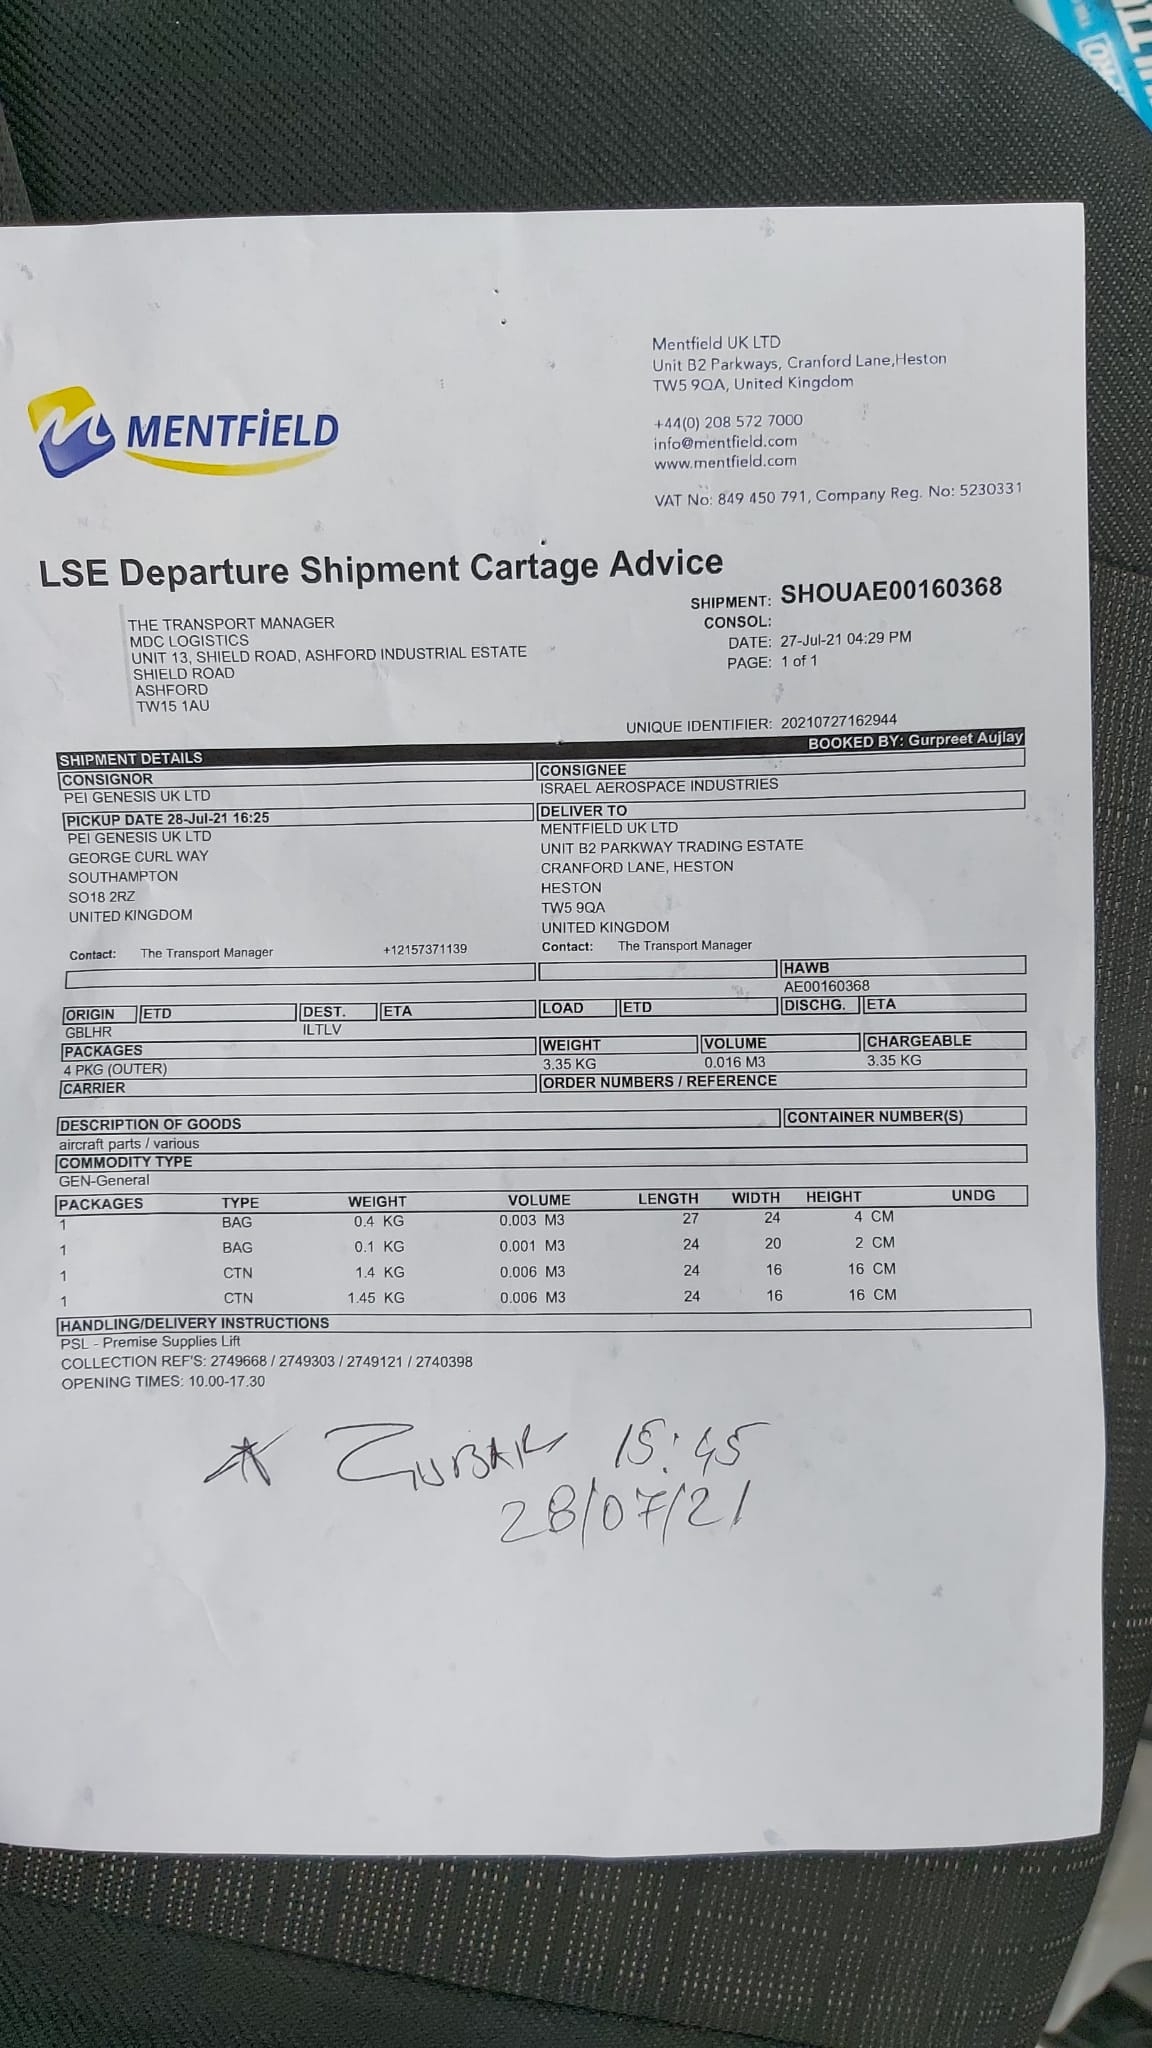 MENTFiELD
Mentfield UK LTD
Unit B2 Parkways, Cranford Lane,Heston
TW5 9QA, United Kingdom
+44(0) 208 572 7000
info@mentfield.com
www.mentfield.com
VAT No: 849 450 791, Company Reg. No: 5230331
LSE Departure Shipment Cartage Advice
SHIPMENT: SHOUAE00160368
CONSOL:
DATE: 27-Jul-21 04:29 PM
PAGE: 1 of 1
THE TRANSPORT MANAGER
MDC LOGISTICS
UNIT 13, SHIELD ROAD, ASHFORD INDUSTRIAL ESTATE
SHIELD ROAD
ASHFORD
TW15 1AU
UNIQUE IDENTIFIER: 20210727162944
SHIPMENT DETAILS BOOKED BY: Gurpreet Aujlay
CONSIGNOR
PEI GENESIS UK LTD
PICKUP DATE 28-Jul-21 16:25
PEI GENESIS UK LTD
GEORGE CURL WAY
SOUTHAMPTON
SO18 2RZ
UNITED KINGDOM
Contact: The Transport Manager +12157371139
CONSIGNEE
ISRAEL AEROSPACE INDUSTRIES
DELIVER TO
MENTFIELD UK LTD
UNIT B2 PARKWAY TRADING ESTATE
CRANFORD LANE, HESTON
HESTON
TW5 9QA
UNITED KINGDOM
Contact: The Transport Manager
HAWB
AE00160368
ORIGIN ETD DEST. ETA LOAD ETD DISCHG. ETA
GBLHR ILTLV
PACKAGES WEIGHT VOLUME CHARGEABLE
4 PKG (OUTER) 3.35 KG 0.016 M3 3.35 KG
CARRIER ORDER NUMBERS / REFERENCE
DESCRIPTION OF GOODS CONTAINER NUMBER(S)
aircraft parts / various
COMMODITY TYPE
GEN-General
PACKAGES TYPE WEIGHT VOLUME LENGTH WIDTH HEIGHT UNDG
1 BAG 0.4 KG 0.003 M3 27 24 4 CM
1 BAG 0.1 KG 0.001 M3 24 20 2 CM
1 CTN 1.4 KG 0.006 M3 24 16 16 CM
1 CTN 1.45 KG 0.006 M3 24 16 16 CM
HANDLING/DELIVERY INSTRUCTIONS
PSL - Premise Supplies Lift
COLLECTION REF'S: 2749668 / 2749303 / 2749121 / 2740398
OPENING TIMES: 10.00-17.30
ZUBAIR 15:45
28/07/21